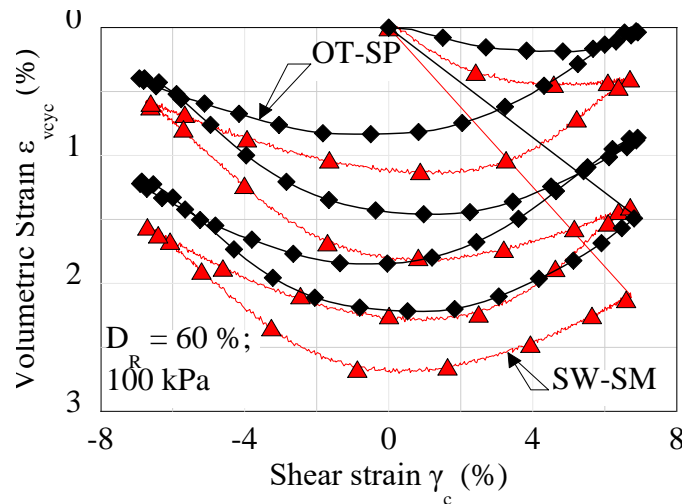 0
1
2
3
Volumetric Strain ε vcyc (%)
OT-SP
D R = 60 %;
100 kPa
SW-SM
-8 -4 0 4 8
Shear strain γ c (%)